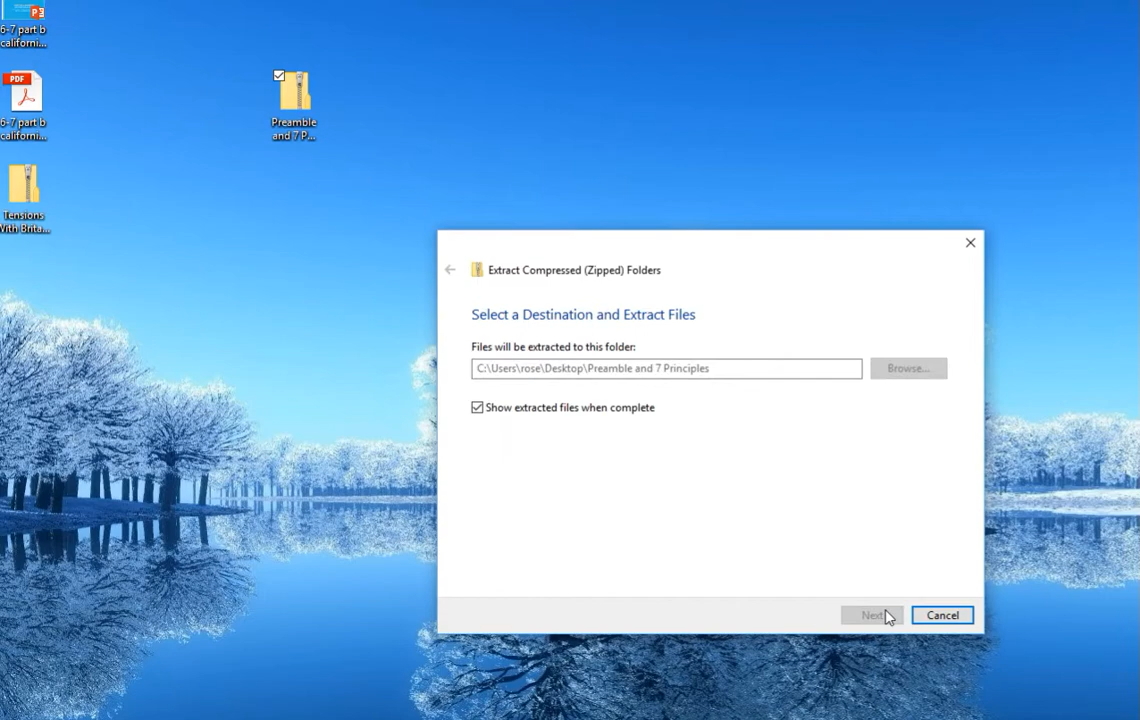 6-7 part b
californi...
PDF
6-7 part b
californi...
Tensions
With Brita...
Preamble
and 7 P...
Extract Compressed (Zipped) Folders
Select a Destination and Extract Files
Files will be extracted to this folder:
C:\Users\rose\Desktop\Preamble and 7 Principles
Browse...
Show extracted files when complete
Next
Cancel